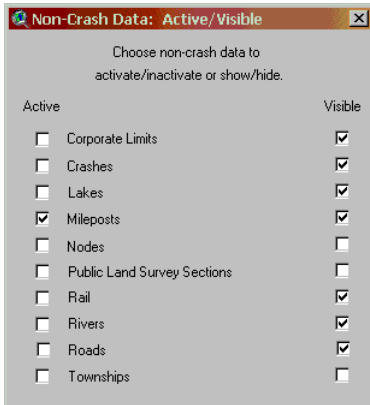 Non-Crash Data: Active/Visible
Choose non-crash data to
activate/inactivate or show/hide.
Active Visible
Corporate Limits
Crashes
Lakes
Mileposts
Nodes
Public Land Survey Sections
Rail
Rivers
Roads
Townships